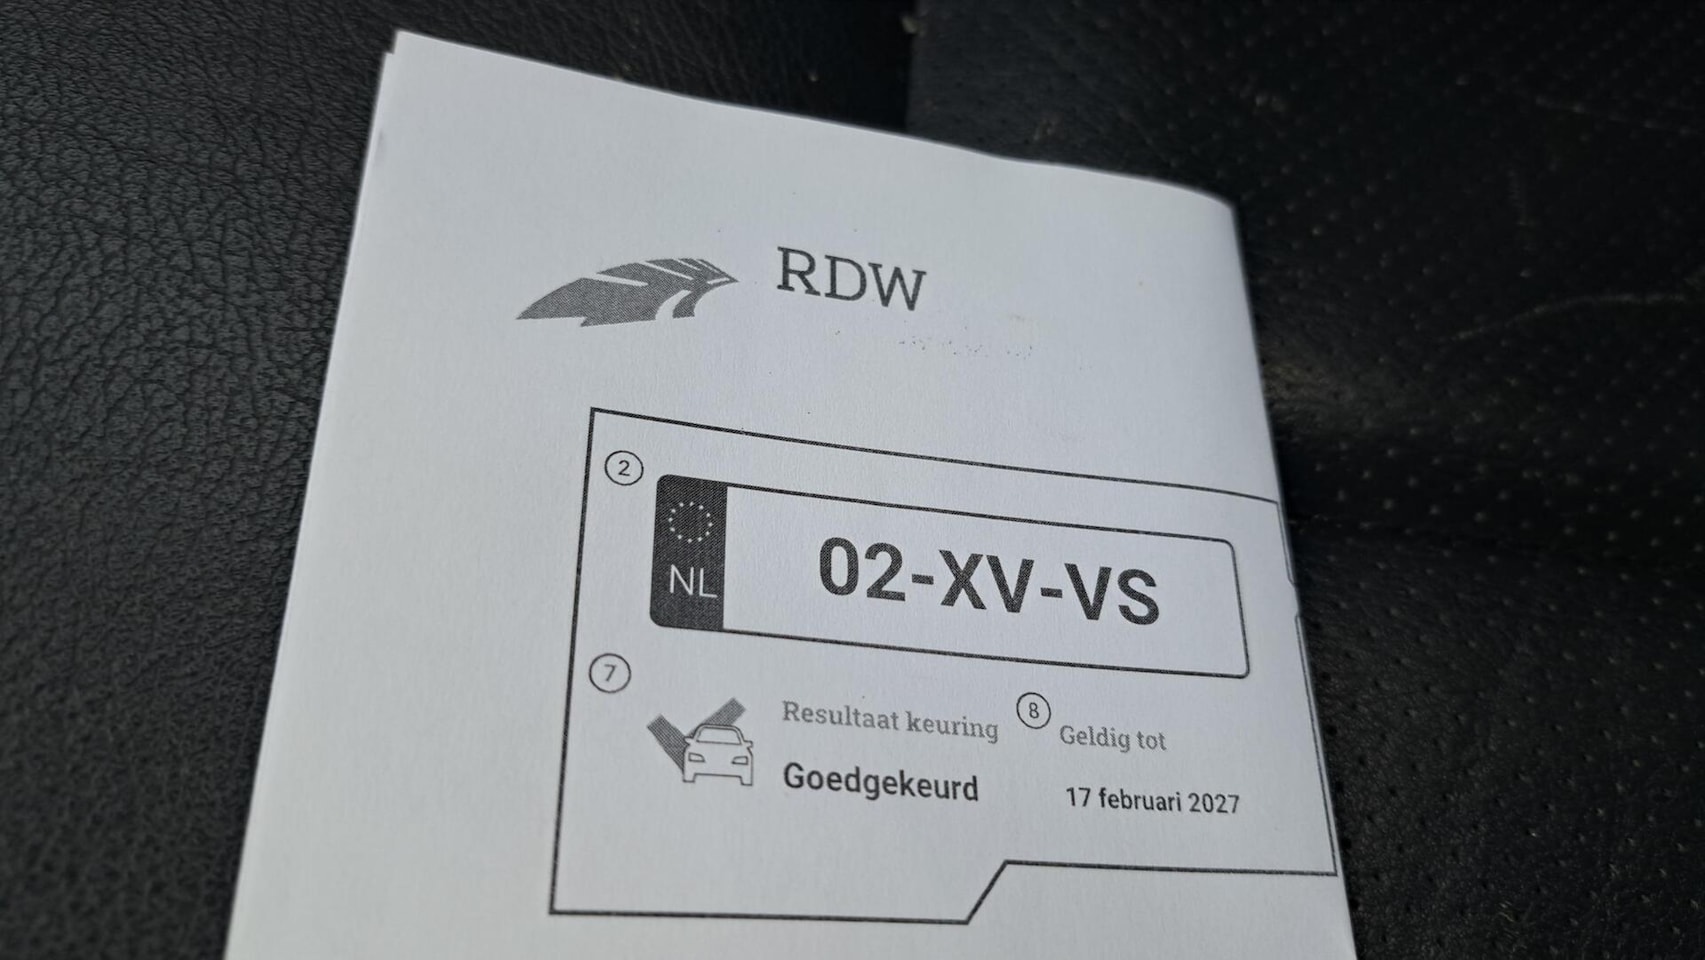 RDW
2
NL
02-XV-VS
7
Resultaat keuring
8
Geldig tot
Goedgekeurd
17 februari 2027